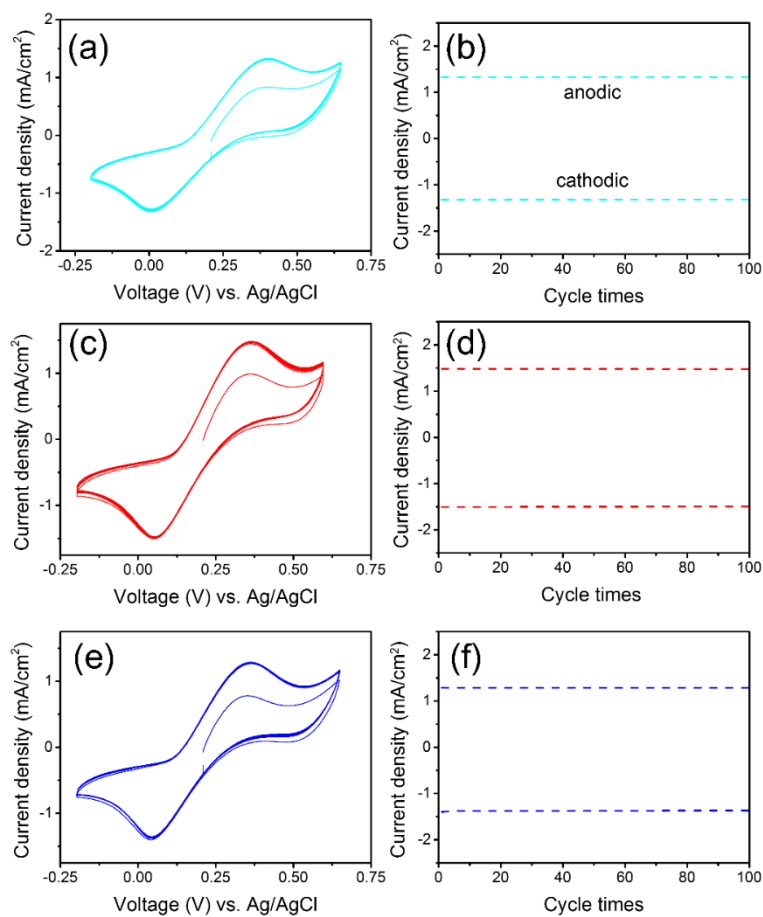 (a)
2
1
0
-1
-2
-0.25 0.00 0.25 0.50 0.75
Current density (mA/cm²)
Voltage (V) vs. Ag/AgCl
(b)
2
1
0
-1
-2
0 20 40 60 80 100
anodic
cathodic
Current density (mA/cm²)
Cycle times
(c)
1
0
-1
-0.25 0.00 0.25 0.50 0.75
Current density (mA/cm²)
Voltage (V) vs. Ag/AgCl
(d)
2
1
0
-1
-2
0 20 40 60 80 100
Current density (mA/cm²)
Cycle times
(e)
1
0
-1
-0.25 0.00 0.25 0.50 0.75
Current density (mA/cm²)
Voltage (V) vs. Ag/AgCl
(f)
2
1
0
-1
-2
0 20 40 60 80 100
Current density (mA/cm²)
Cycle times